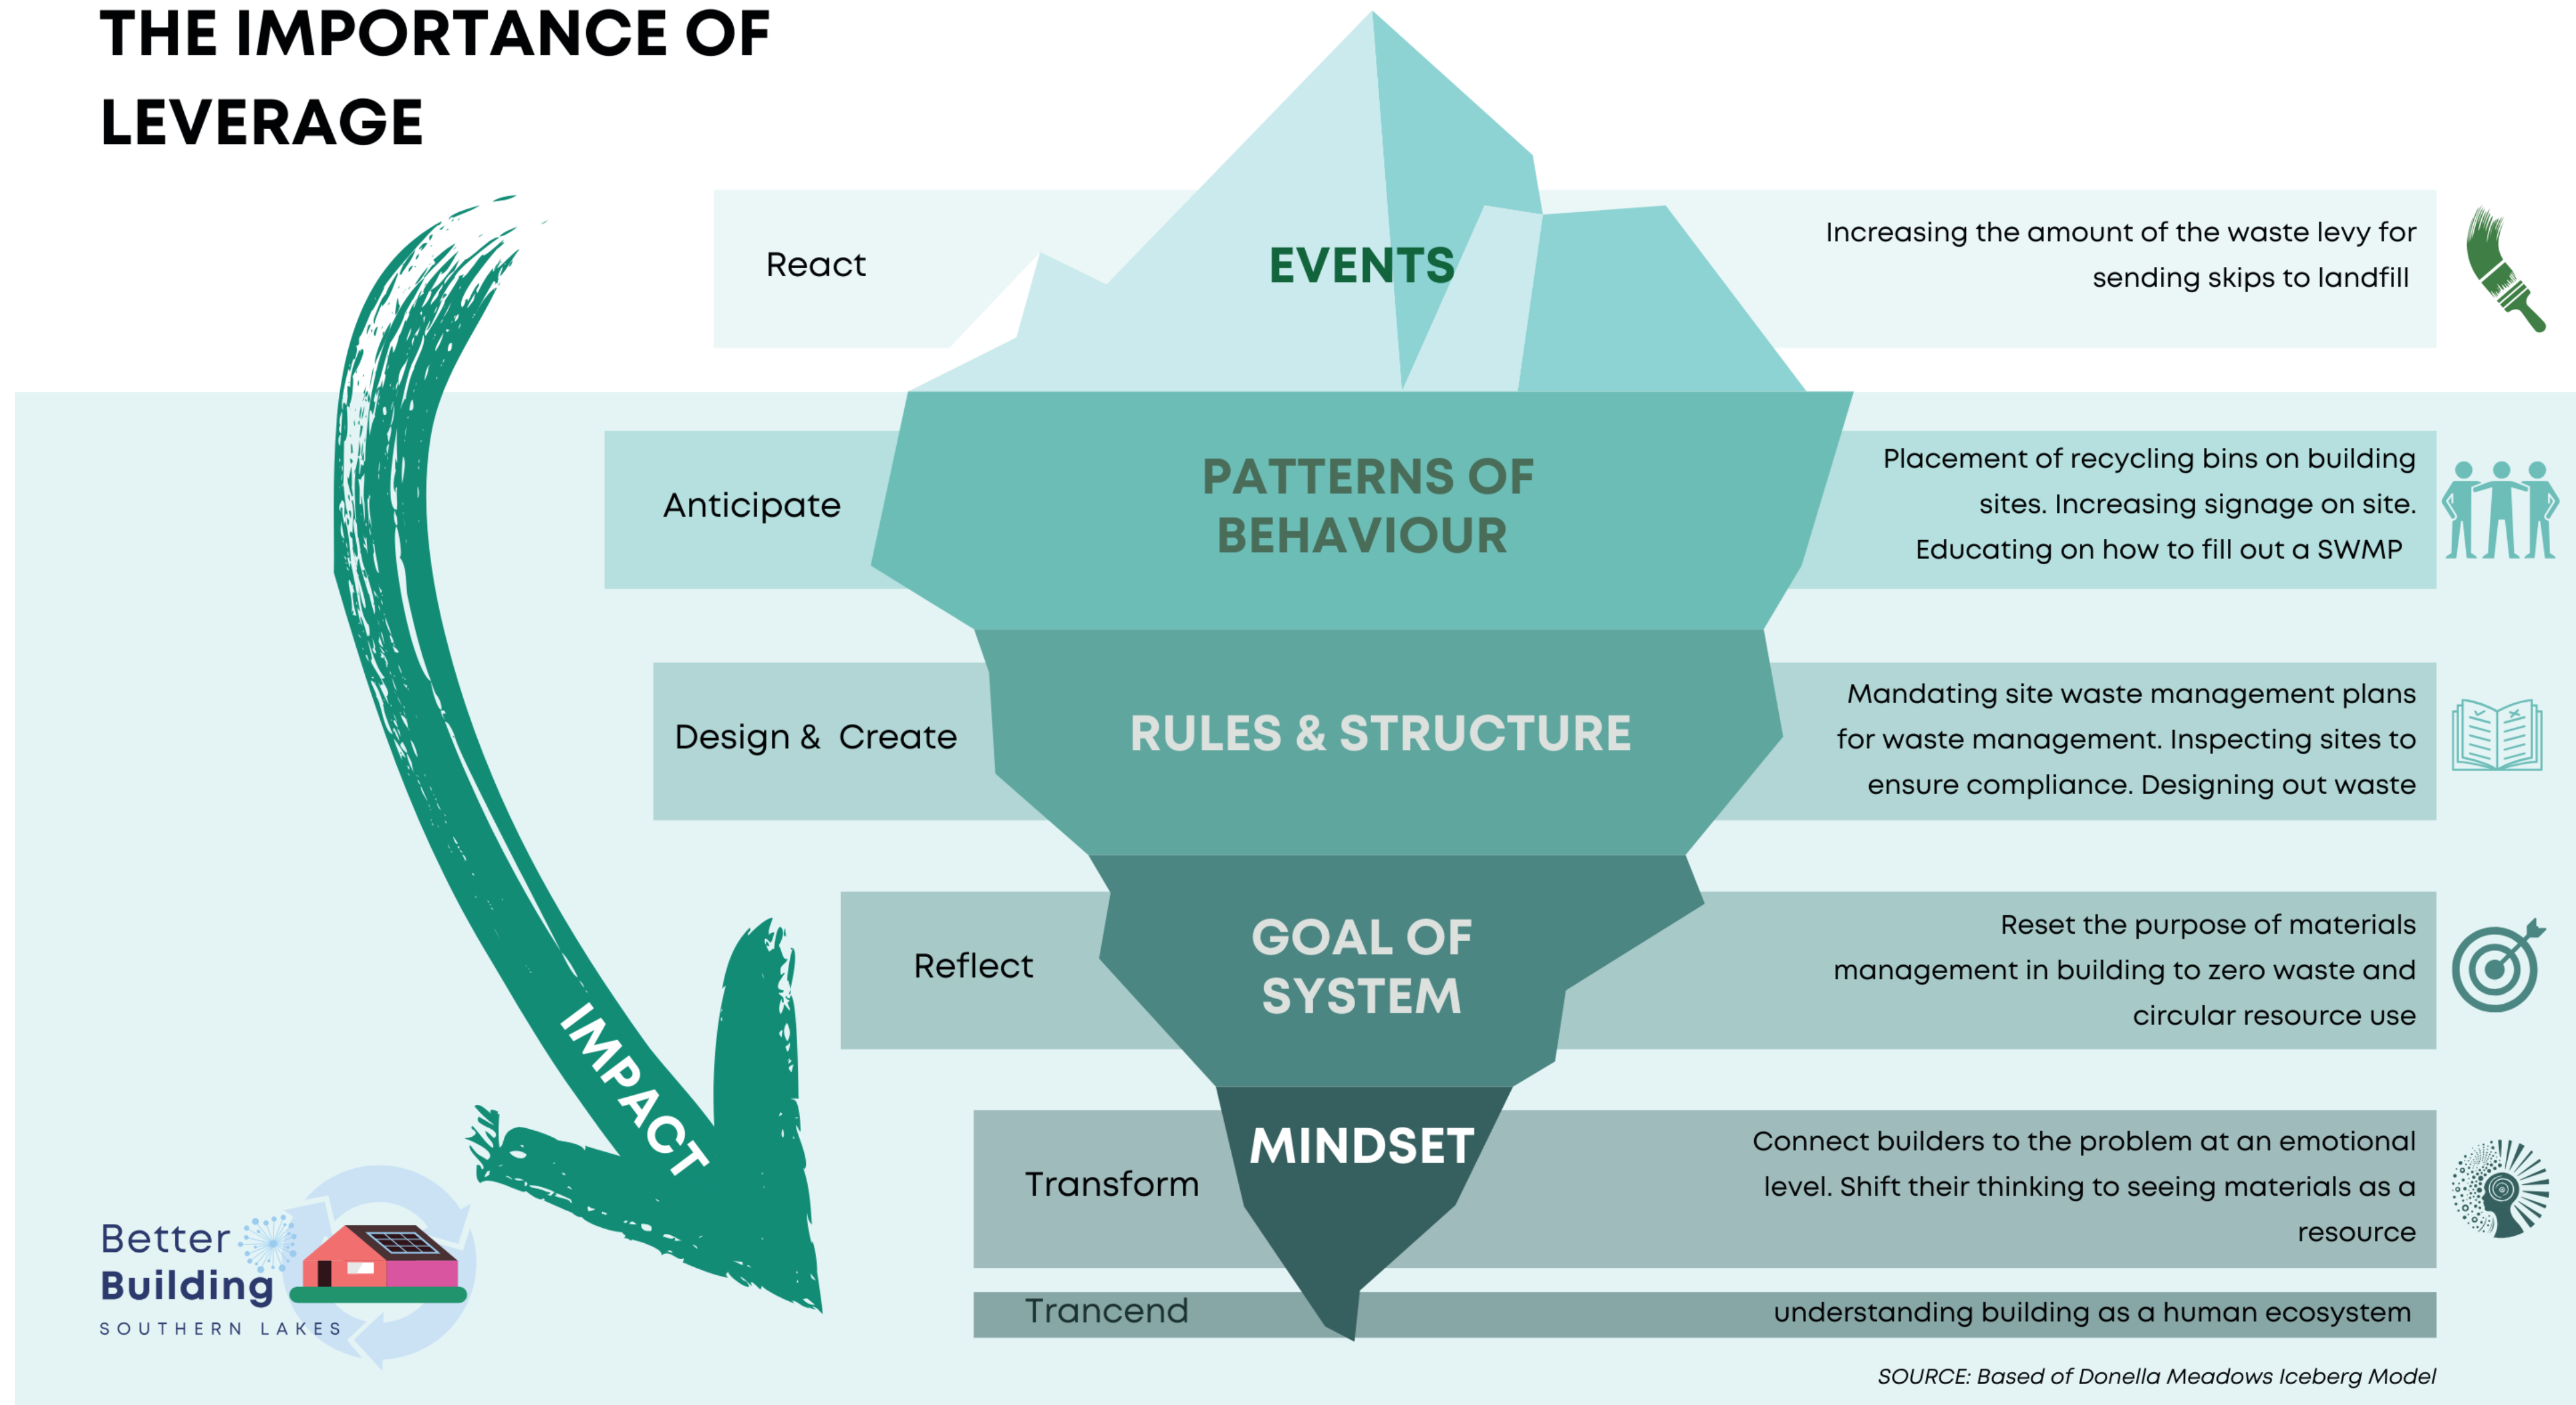 THE IMPORTANCE OF
LEVERAGE
React
EVENTS
Increasing the amount of the waste levy for
sending skips to landfill
Anticipate
PATTERNS OF
BEHAVIOUR
Placement of recycling bins on building
sites. Increasing signage on site.
Educating on how to fill out a SWMP
Design & Create
RULES & STRUCTURE
Mandating site waste management plans
for waste management. Inspecting sites to
ensure compliance. Designing out waste
Reflect
GOAL OF
SYSTEM
Reset the purpose of materials
management in building to zero waste and
circular resource use
IMPACT
Transform
MINDSET
Connect builders to the problem at an emotional
level. Shift their thinking to seeing materials as a
resource
Trancend
understanding building as a human ecosystem
Better
Building
SOUTHERN LAKES
SOURCE: Based of Donella Meadows Iceberg Model